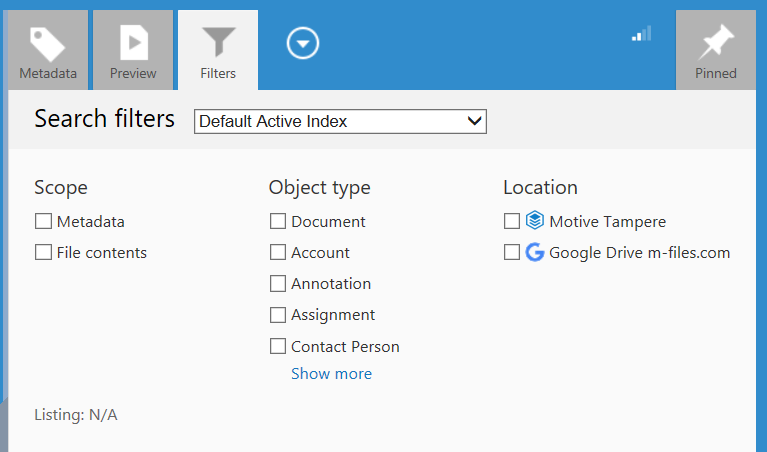 Metadata
Preview
Filters
Pinned
Search filters
Default Active Index
Scope
Metadata
File contents
Object type
Document
Account
Annotation
Assignment
Contact Person
Show more
Location
Motive Tampere
Google Drive m-files.com
Listing: N/A